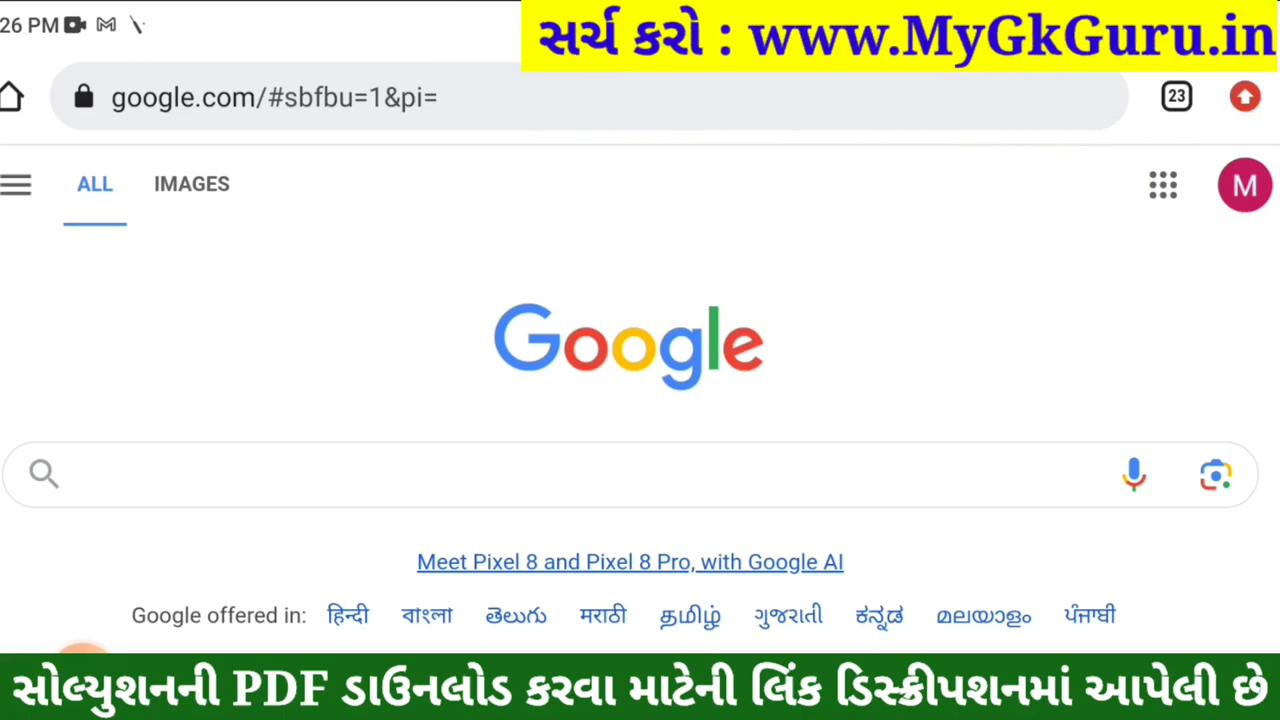 26 PM
સર્ચ કરો : www.MyGkGuru.in
google.com/#sbfbu=1&pi=
23
ALL IMAGES
M
Google
Meet Pixel 8 and Pixel 8 Pro, with Google AI
Google offered in: हिन्दी বাংলা తెలుగు मराठी தமிழ் ગુજરાતી ಕನ್ನಡ മലയാളം ਪੰਜਾਬੀ
સોલ્યુશનની PDF ડાઉનલોડ કરવા માટેની લિંક ડિસ્ક્રીપશનમાં આપેલી છે